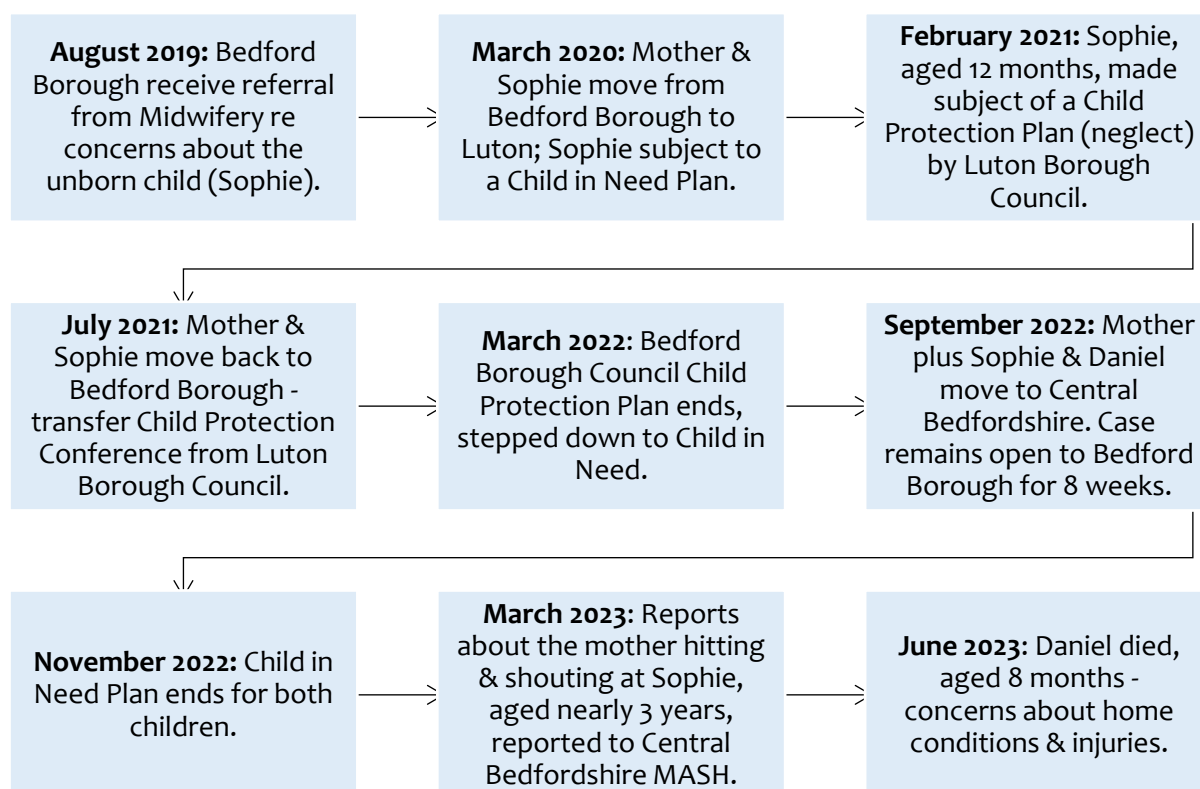 August 2019: Bedford
Borough receive referral
from Midwifery re
concerns about the
unborn child (Sophie).
March 2020: Mother &
Sophie move from
Bedford Borough to
Luton; Sophie subject to
a Child in Need Plan.
February 2021: Sophie,
aged 12 months, made
subject of a Child
Protection Plan (neglect)
by Luton Borough
Council.
July 2021: Mother &
Sophie move back to
Bedford Borough -
transfer Child Protection
Conference from Luton
Borough Council.
March 2022: Bedford
Borough Council Child
Protection Plan ends,
stepped down to Child in
Need.
September 2022: Mother
plus Sophie & Daniel
move to Central
Bedfordshire. Case
remains open to Bedford
Borough for 8 weeks.
November 2022: Child in
Need Plan ends for both
children.
March 2023: Reports
about the mother hitting
& shouting at Sophie,
aged nearly 3 years,
reported to Central
Bedfordshire MASH.
June 2023: Daniel died,
aged 8 months -
concerns about home
conditions & injuries.